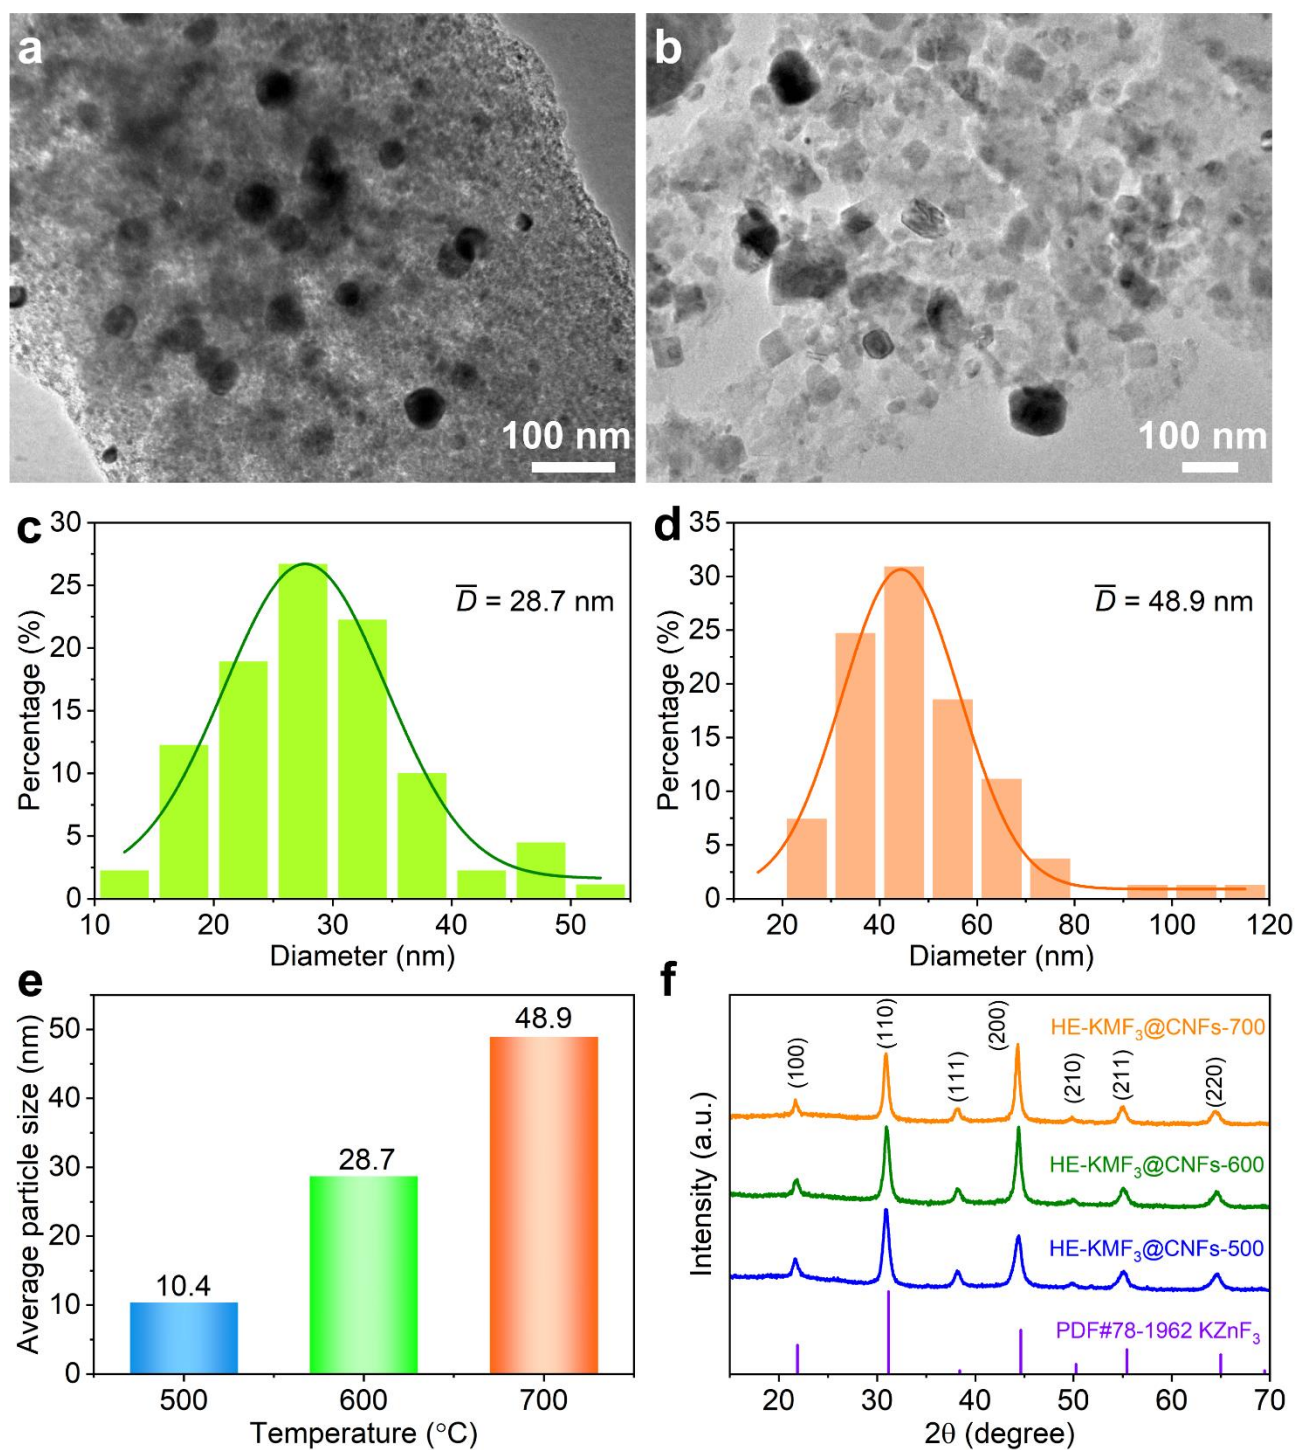 a
100 nm
b
100 nm
c
30
25
20
15
10
5
0
Percentage (%)
D̅ = 28.7 nm
10 20 30 40 50
Diameter (nm)
d
35
30
25
20
15
10
5
0
Percentage (%)
D̅ = 48.9 nm
20 40 60 80 100 120
Diameter (nm)
e
50
40
30
20
10
0
Average particle size (nm)
10.4
28.7
48.9
500 600 700
Temperature (°C)
f
Intensity (a.u.)
(100) (110) (111) (200) (210) (211) (220)
HE-KMF₃@CNFs-700
HE-KMF₃@CNFs-600
HE-KMF₃@CNFs-500
PDF#78-1962 KZnF₃
20 30 40 50 60 70
2θ (degree)